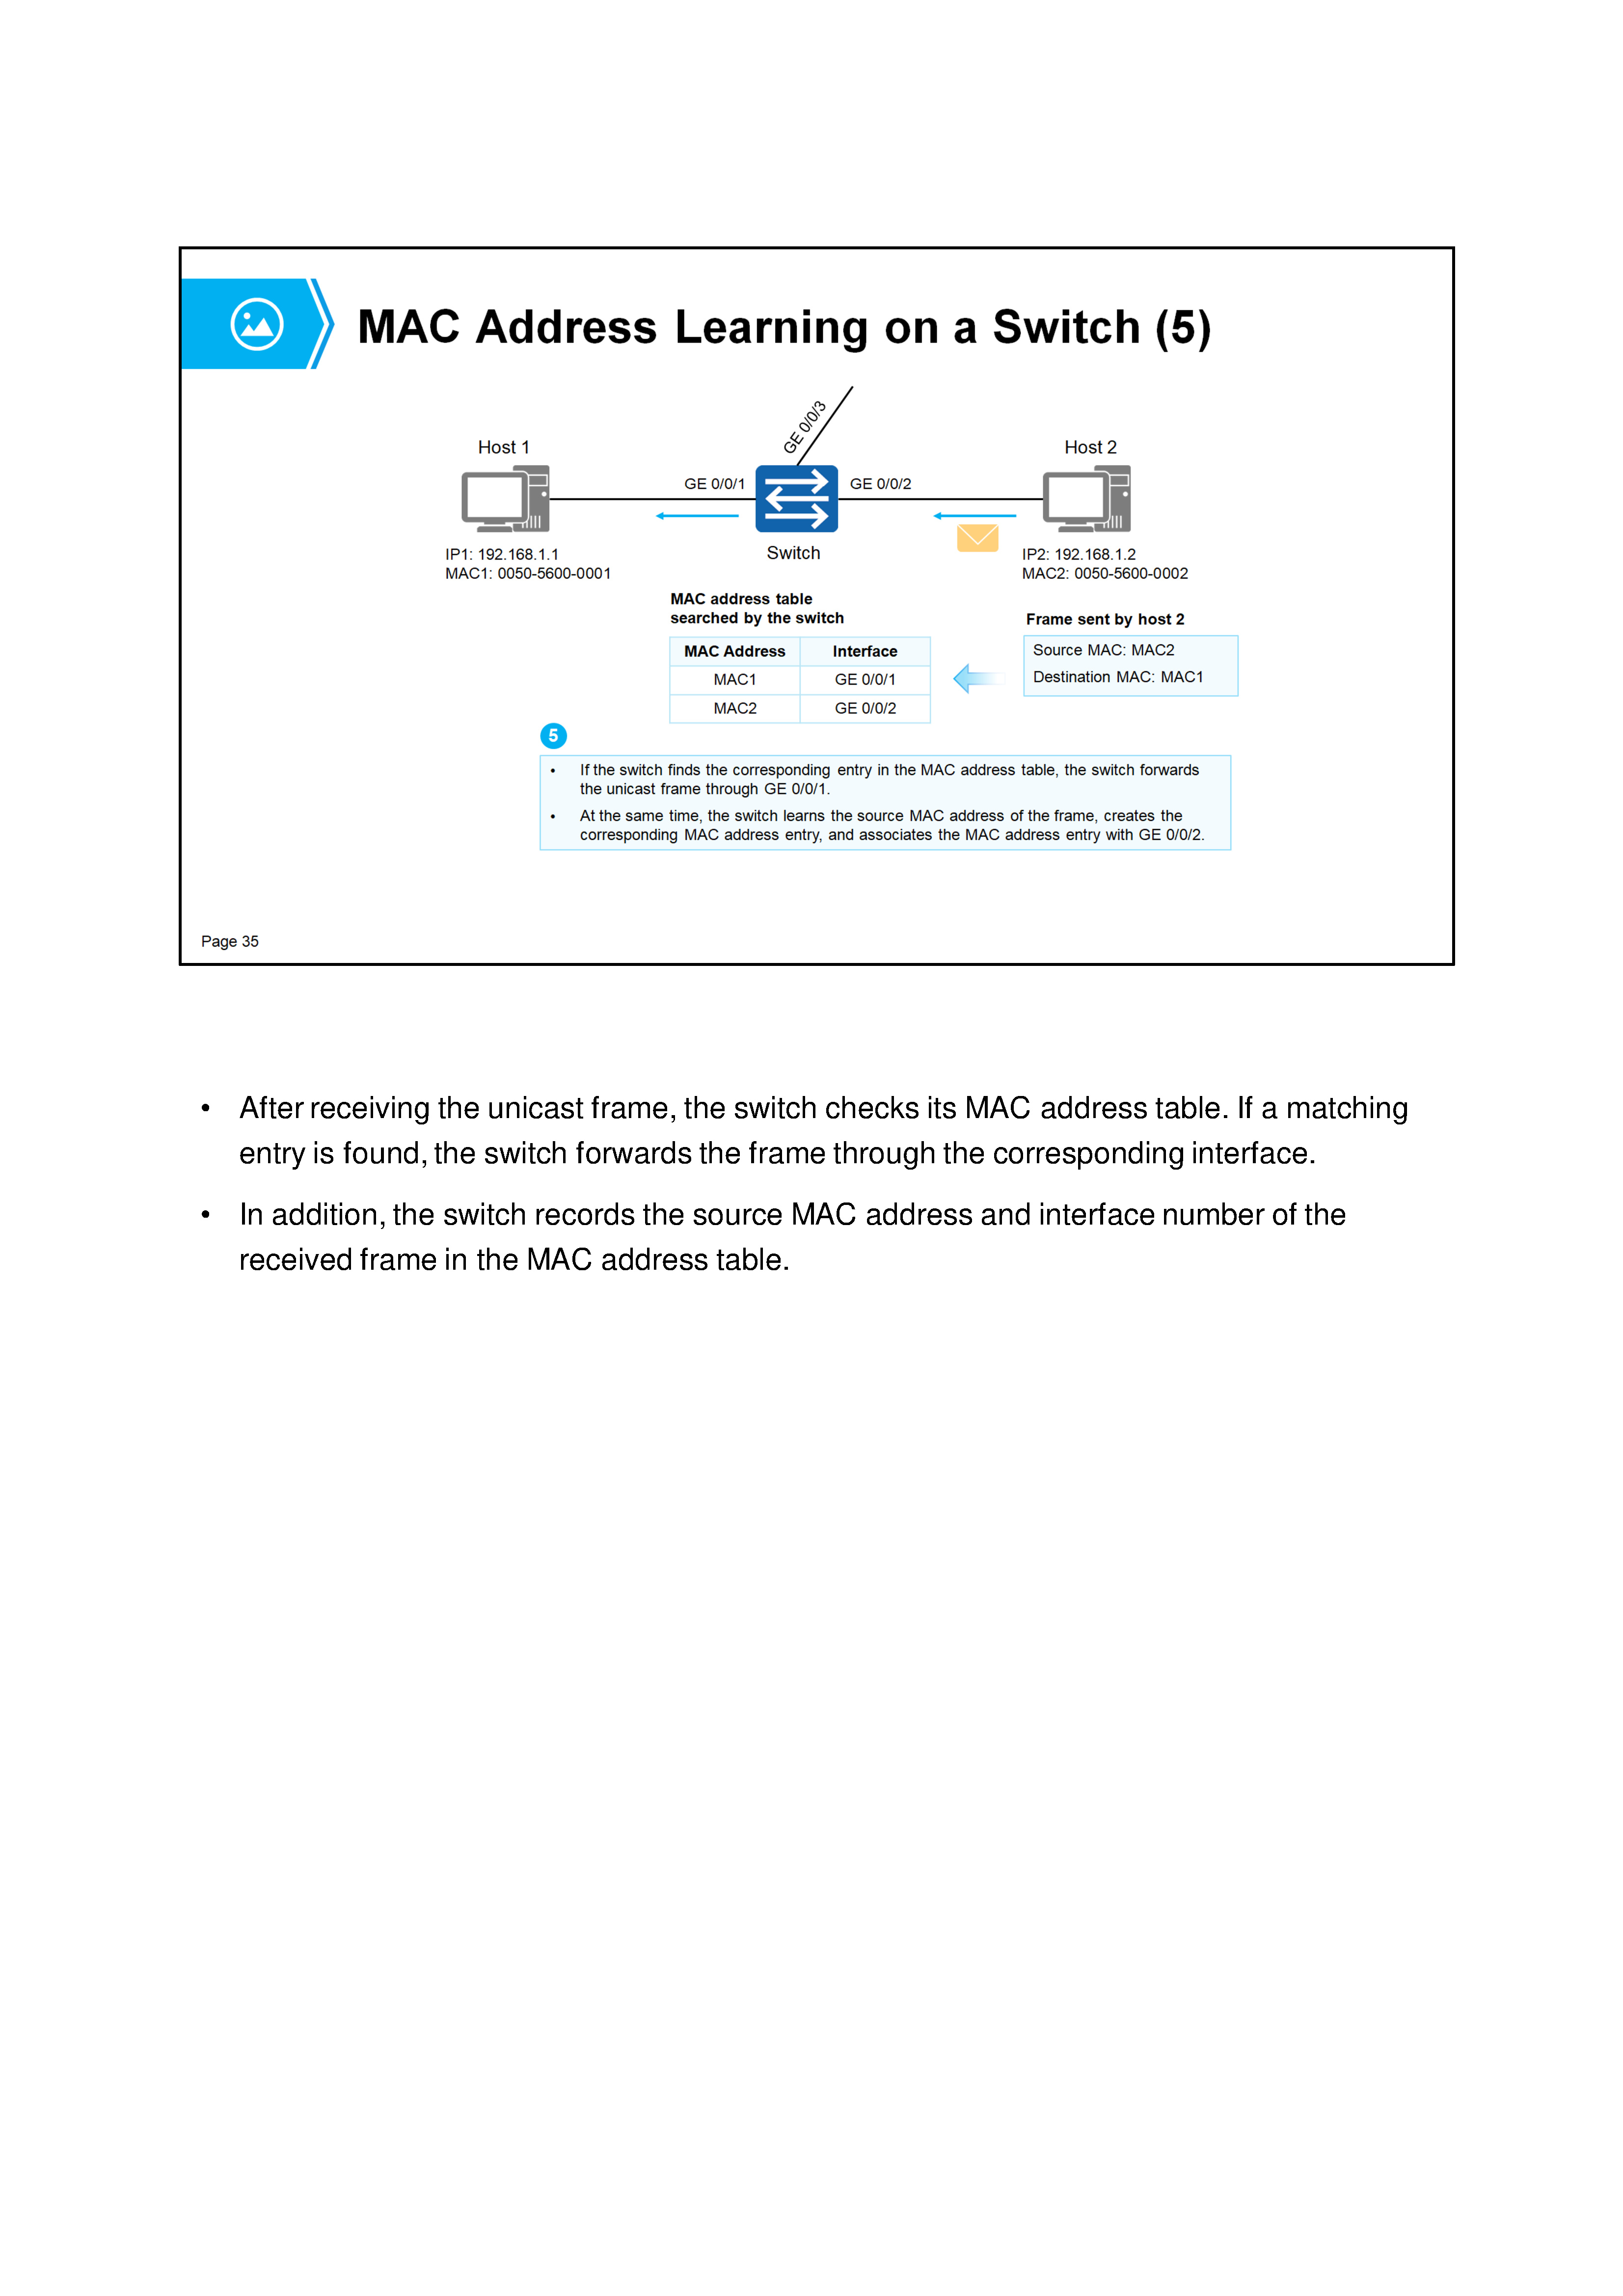 MAC Address Learning on a Switch (5)
GE 0/0/3
Host 1
Host 2
GE 0/0/1
GE 0/0/2
Switch
IP1: 192.168.1.1
MAC1: 0050-5600-0001
IP2: 192.168.1.2
MAC2: 0050-5600-0002
MAC address table
searched by the switch
MAC Address Interface
MAC1 GE 0/0/1
MAC2 GE 0/0/2
Frame sent by host 2
Source MAC: MAC2
Destination MAC: MAC1
5
• If the switch finds the corresponding entry in the MAC address table, the switch forwards
the unicast frame through GE 0/0/1.
• At the same time, the switch learns the source MAC address of the frame, creates the
corresponding MAC address entry, and associates the MAC address entry with GE 0/0/2.
Page 35
• After receiving the unicast frame, the switch checks its MAC address table. If a matching
entry is found, the switch forwards the frame through the corresponding interface.
• In addition, the switch records the source MAC address and interface number of the
received frame in the MAC address table.